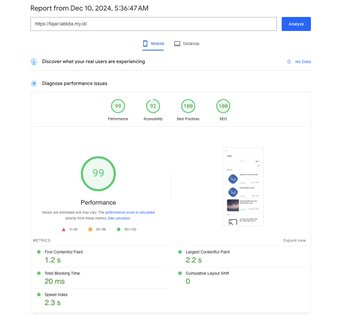 Report from Dec 10, 2024, 5:36:47 AM
https://fajar.labkita.my.id/
Analyze
Mobile
Desktop
Discover what your real users are experiencing
No Data
Diagnose performance issues
99
92
100
100
Performance
Accessibility
Best Practices
SEO
99
Performance
Values are estimated and may vary. The performance score is calculated
directly from these metrics. See calculator.
0–49
50–89
90–100
METRICS
Expand view
First Contentful Paint
1.2 s
Largest Contentful Paint
2.2 s
Total Blocking Time
20 ms
Cumulative Layout Shift
0
Speed Index
2.3 s